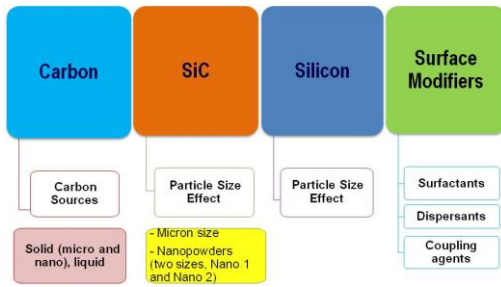 Carbon
SiC
Silicon
Surface
Modifiers
Carbon
Sources
Particle Size
Effect
Particle Size
Effect
Surfactants
Dispersants
Coupling
agents
Solid (micro and
nano), liquid
- Micron size
- Nanopowders
(two sizes, Nano 1
and Nano 2)